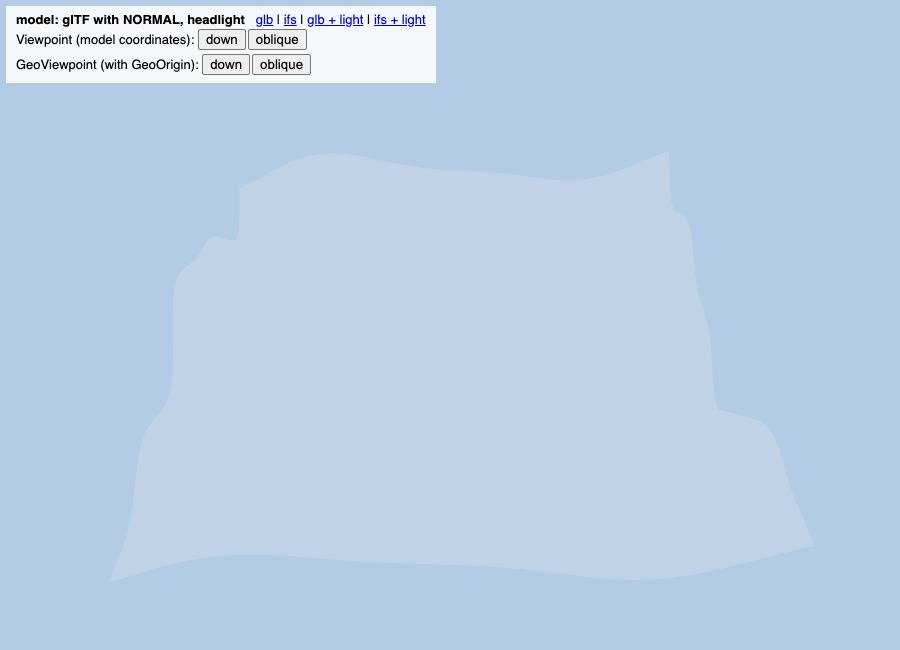 model: glTF with NORMAL, headlight glb | ifs | glb + light | ifs + light
Viewpoint (model coordinates): down oblique
GeoViewpoint (with GeoOrigin): down oblique